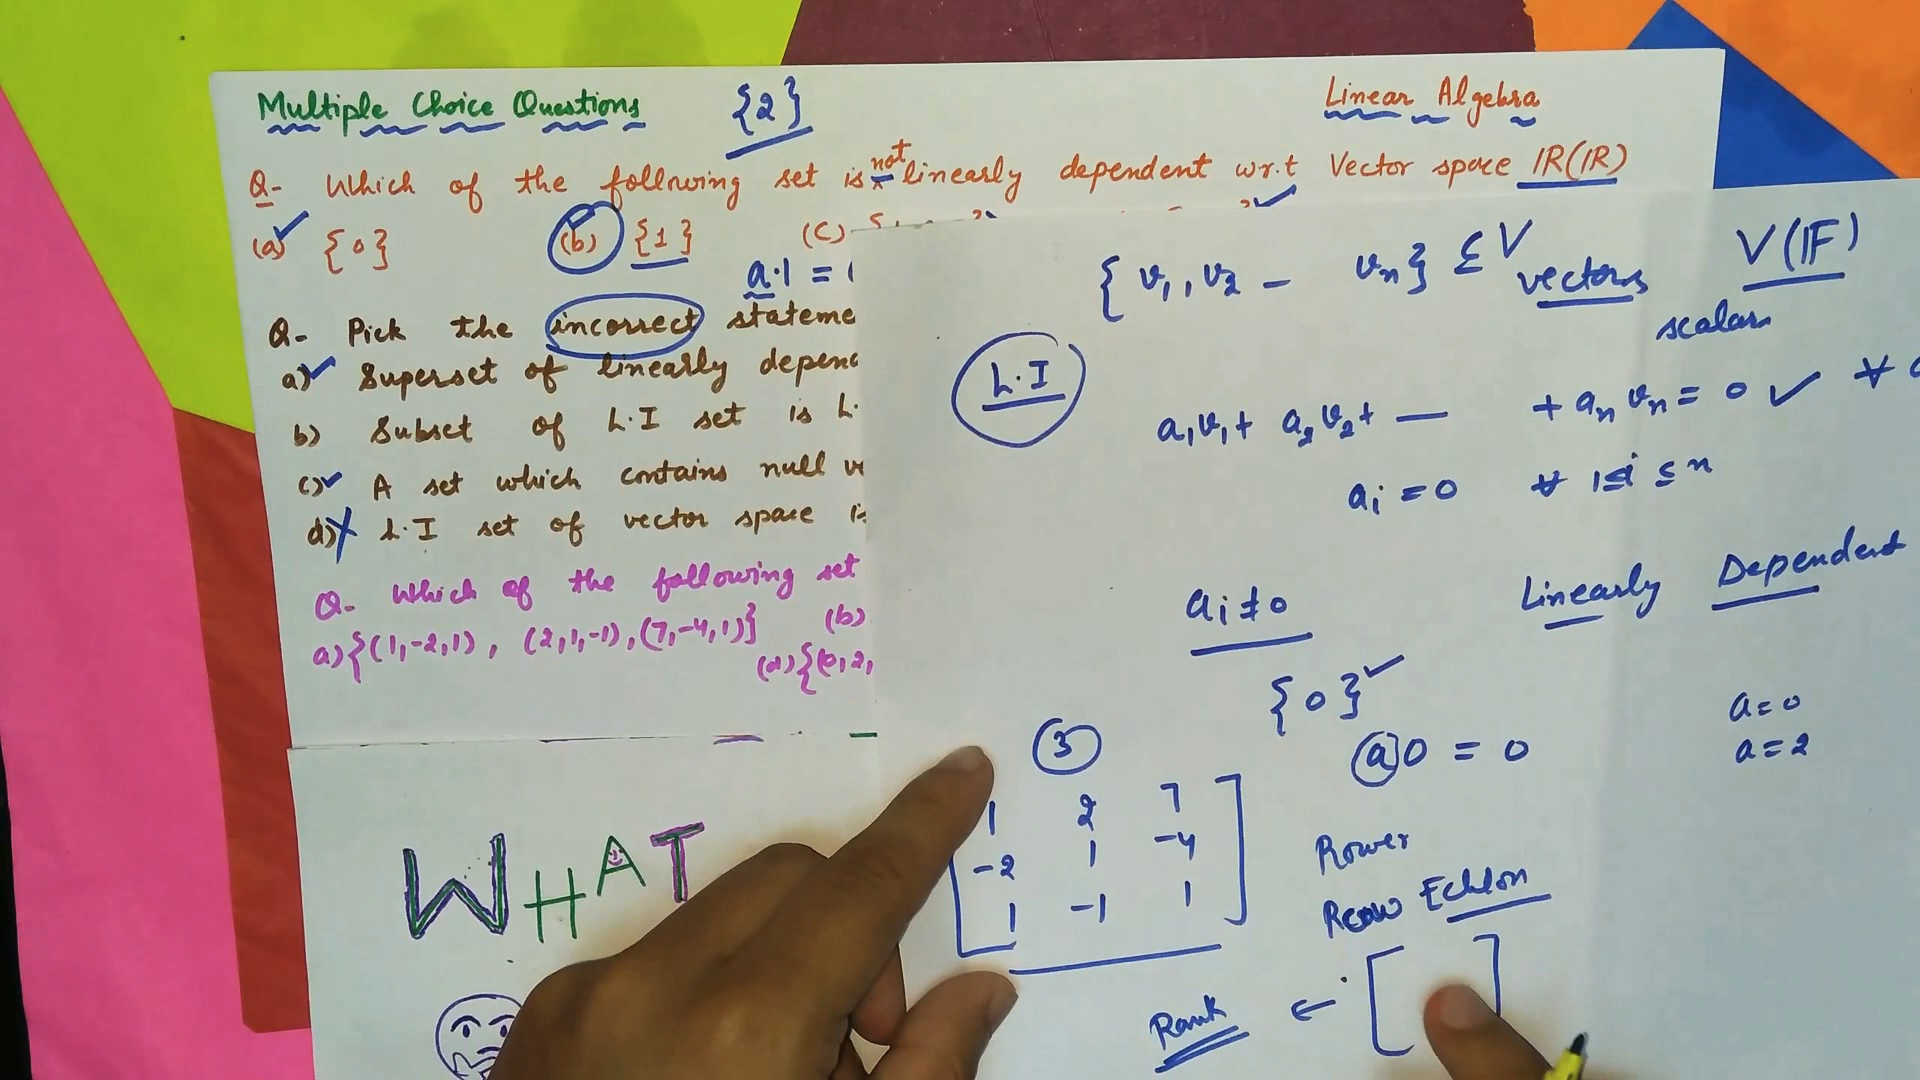 Multiple Choice Questions {2} Linear Algebra
Q- Which of the following set is not linearly dependent w.r.t Vector space IR(IR)
(a) {0} (b) {1} (C)
a·1 =
Q- Pick the incorrect
a) Superset of linearly
b) Subset of L.I set is L.
c) A set which contains null
d) L.I set of vector space
Q- Which of the following set
a) {(1,-2,1), (2,1,-1), (7,-4,1)} (b)
(d) {(0,2,
{v₁, v₂ – vₙ} ⊆ V V(IF)
vectors
scalars
L.I
a₁v₁ + a₂v₂ + — + aₙvₙ = 0 ∀
aᵢ = 0 ∀ 1≤i≤n
aᵢ ≠ 0 Linearly Dependent
{0}
3
a0 = 0
a=0
a=2
1 2 7
-2 1 -4
1 -1 1
Rower
Row Echlon
Rank ← [ ]
WHAT